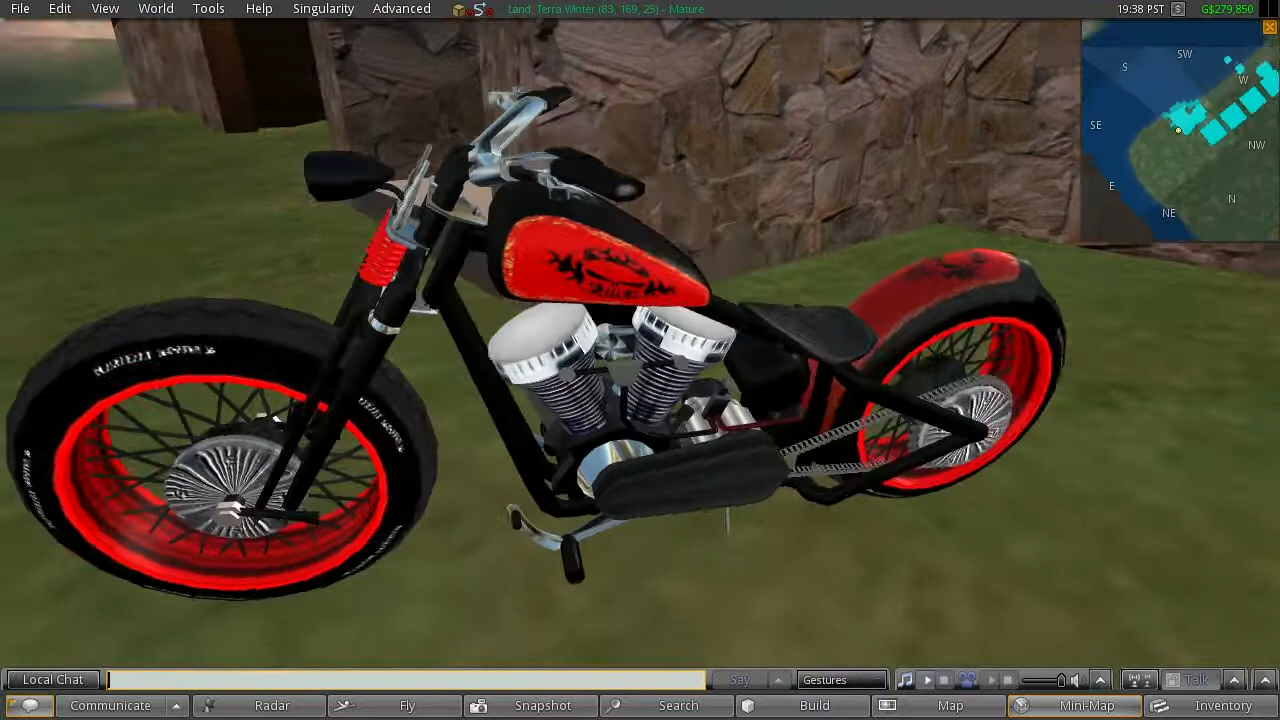 File Edit View World Tools Help Singularity Advanced
Land, Terra Winter (83, 169, 25) - Mature
19:38 PST $ G$279,850
SW
S
W
SE
NW
E
N
NE
Local Chat Say Gestures Talk
Communicate Radar Fly Snapshot Search Build Map Mini-Map Inventory